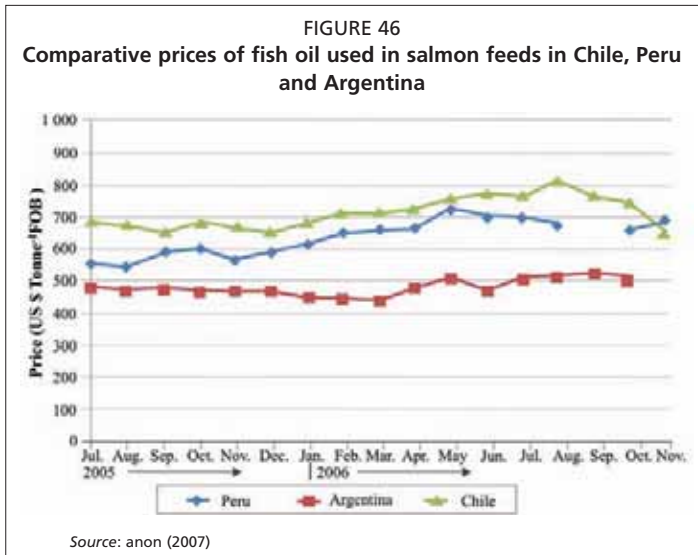 FIGURE 46
Comparative prices of fish oil used in salmon feeds in Chile, Peru
and Argentina
1 000
900
800
700
600
500
400
300
200
100
0
Price (US $ Tonne-¹FOB )
Jul. Aug. Sep. Oct. Nov. Dec. Jan. Feb. Mar. Apr. May Jun. Jul. Aug. Sep. Oct. Nov.
2005 2006
Peru Argentina Chile
Source: anon (2007)